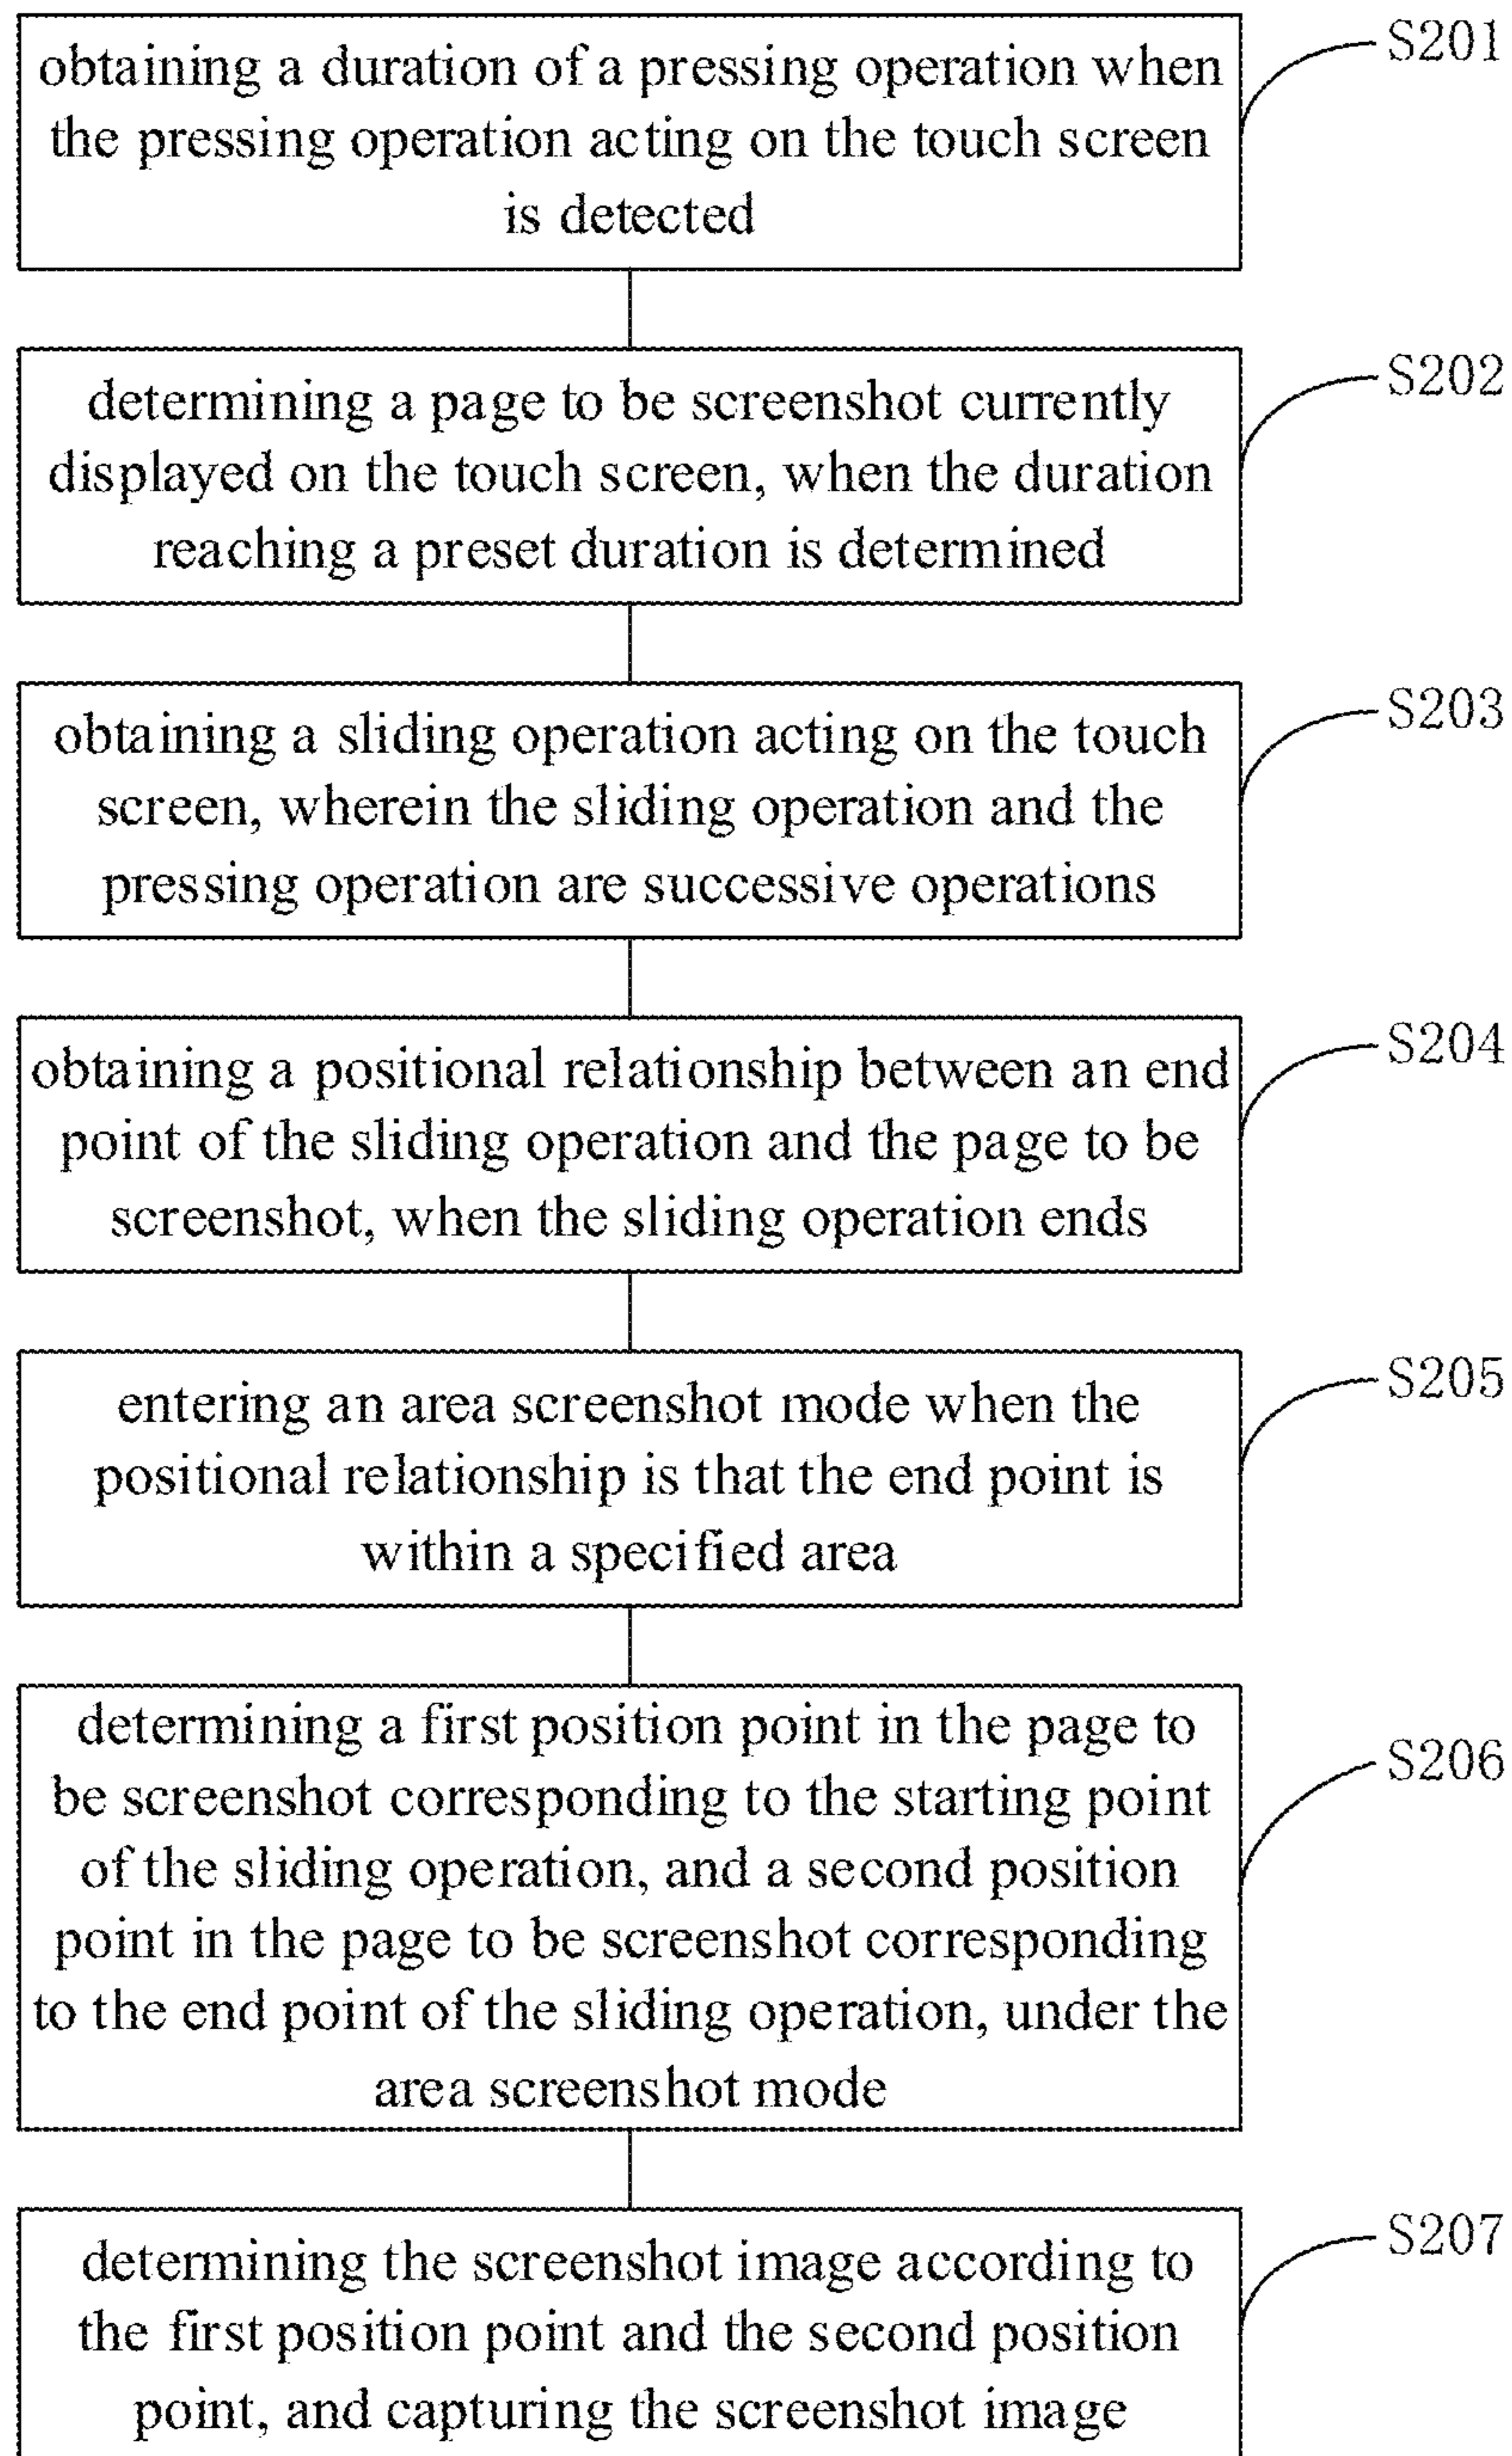 obtaining a duration of a pressing operation when
the pressing operation acting on the touch screen
is detected
S201
determining a page to be screenshot currently
displayed on the touch screen, when the duration
reaching a preset duration is determined
S202
obtaining a sliding operation acting on the touch
screen, wherein the sliding operation and the
pressing operation are successive operations
S203
obtaining a positional relationship between an end
point of the sliding operation and the page to be
screenshot, when the sliding operation ends
S204
entering an area screenshot mode when the
positional relationship is that the end point is
within a specified area
S205
determining a first position point in the page to
be screenshot corresponding to the starting point
of the sliding operation, and a second position
point in the page to be screenshot corresponding
to the end point of the sliding operation, under the
area screenshot mode
S206
determining the screenshot image according to
the first position point and the second position
point, and capturing the screenshot image
S207